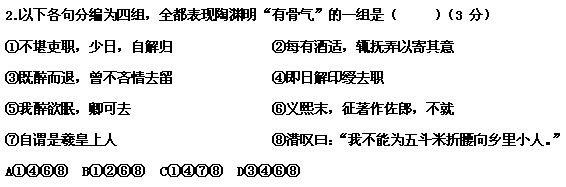 2.以下各句分编为四组，全都表现陶渊明“有骨气”的一组是（　　）（3 分）
①不堪吏职，少日，自解归　　②每有酒适，辄抚弄以寄其意
③既醉而退，曾不吝情去留　　④即日解印绶去职
⑤我醉欲眠，卿可去　　⑥义熙末，征著作佐郎，不就
⑦自谓是羲皇上人　　⑧潜叹曰：“我不能为五斗米折腰向乡里小人。”
A①④⑥⑧　B①②⑥⑧　C①④⑦⑧　D③④⑥⑧